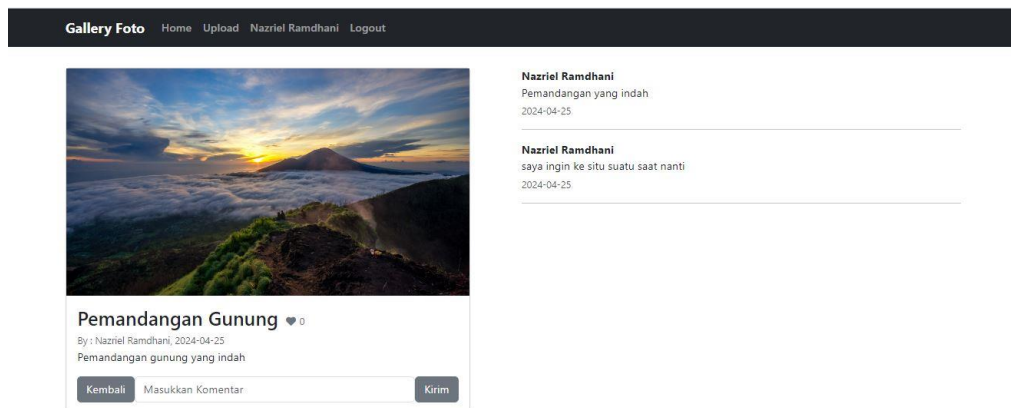 Gallery Foto Home Upload Nazriel Ramdhani Logout
Pemandangan Gunung 0
By : Nazriel Ramdhani, 2024-04-25
Pemandangan gunung yang indah
Kembali Masukkan Komentar Kirim
Nazriel Ramdhani
Pemandangan yang indah
2024-04-25
Nazriel Ramdhani
saya ingin ke situ suatu saat nanti
2024-04-25